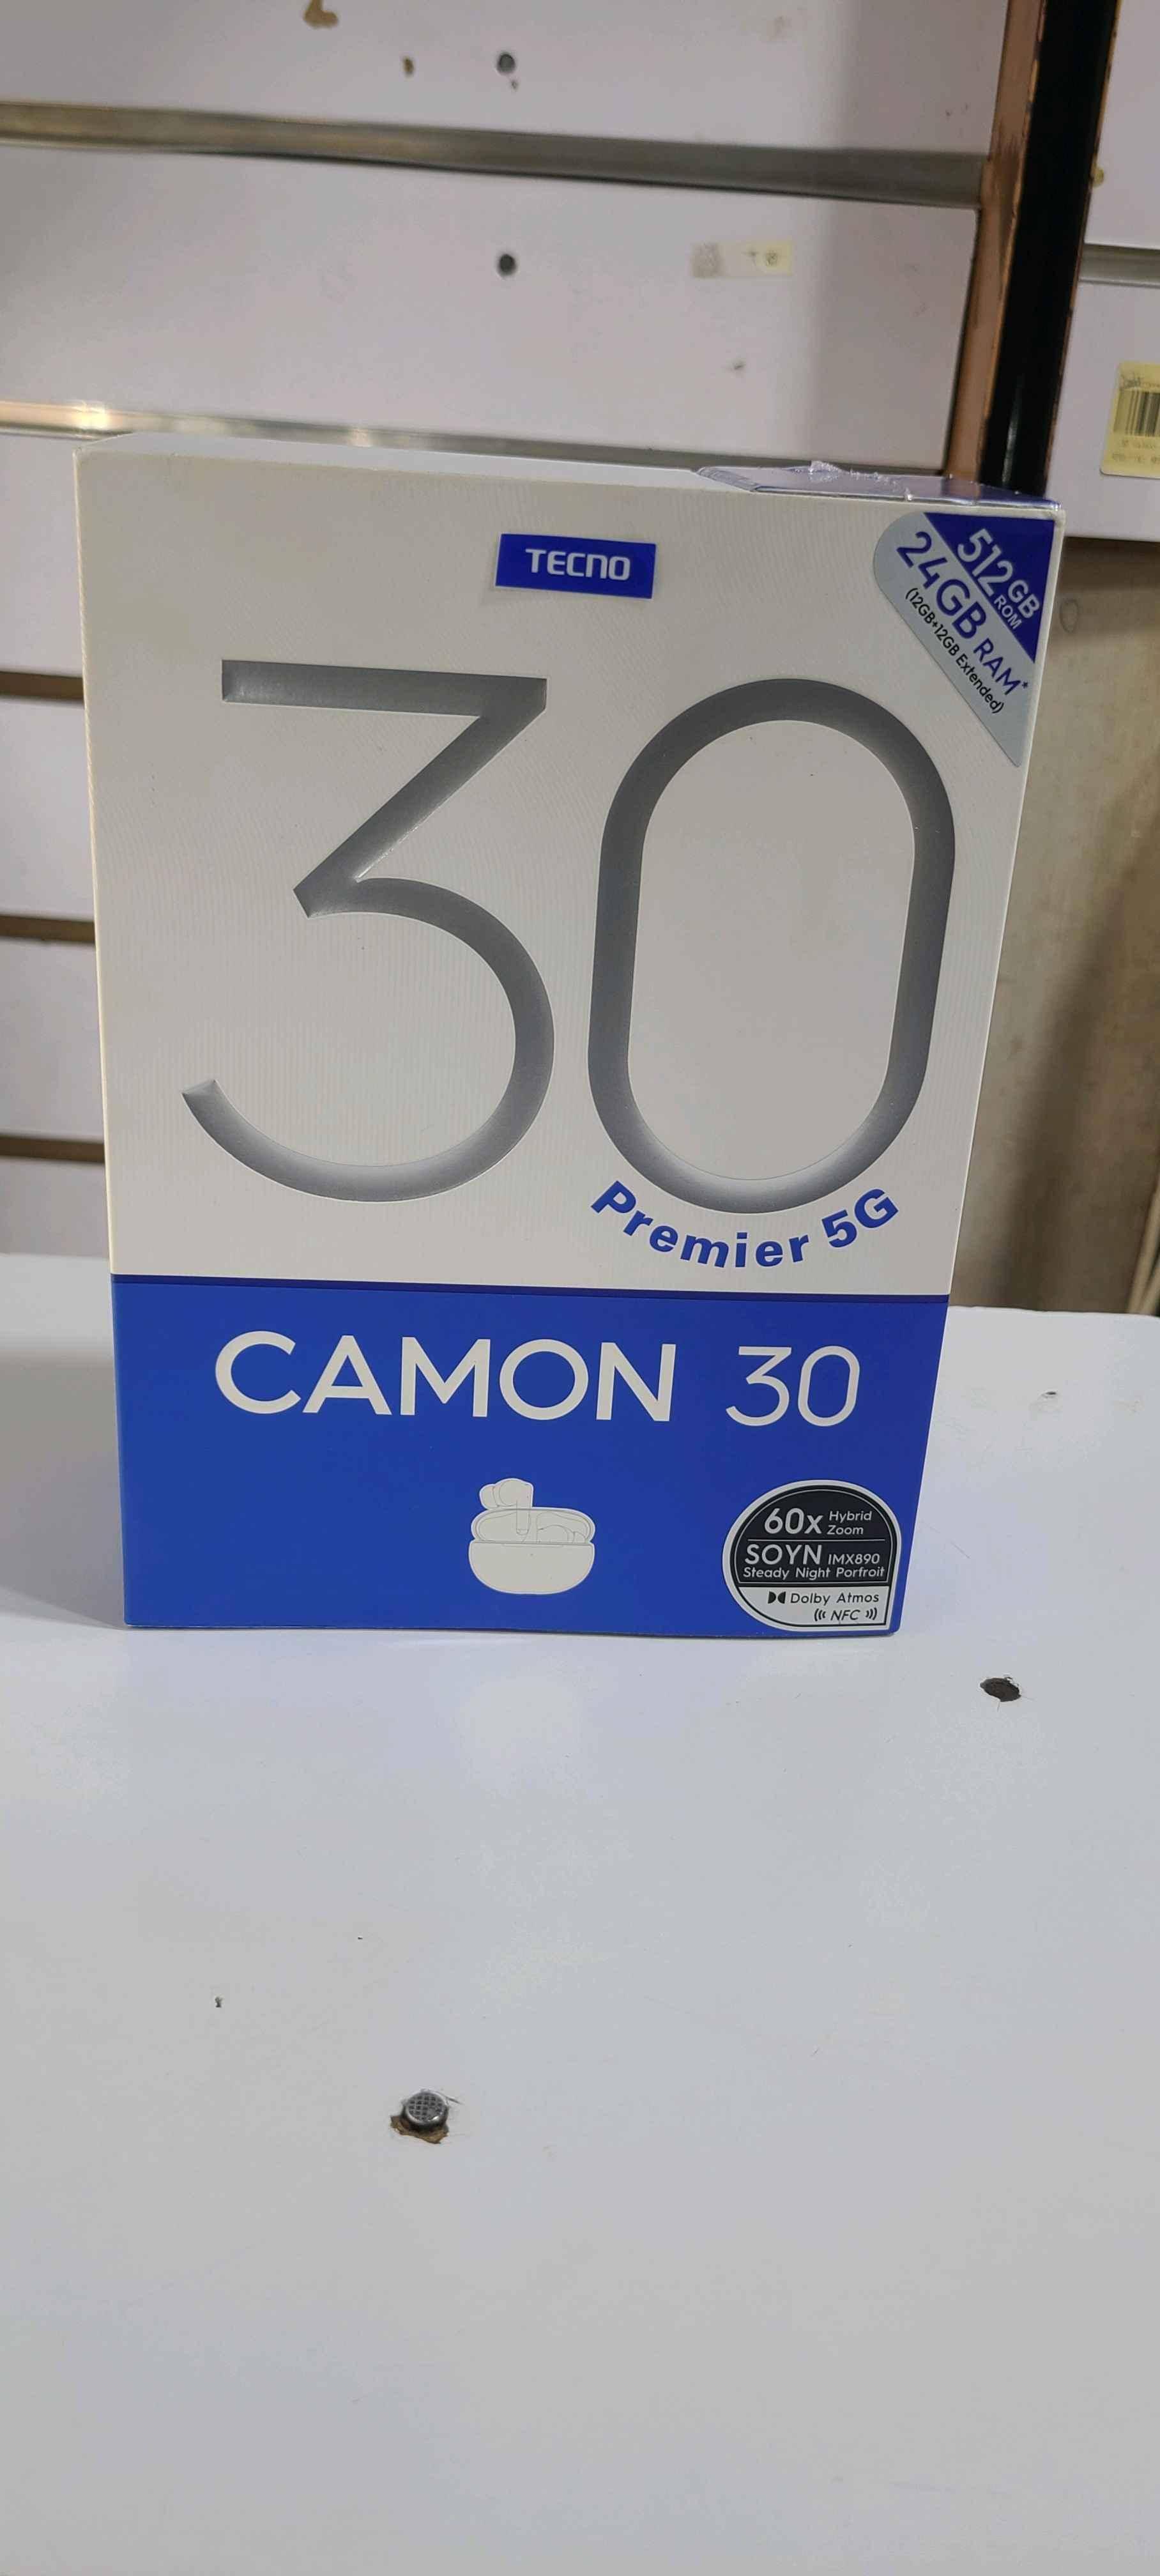 TECNO
512GB
ROM
24GB RAM*
(12GB+12GB Extended)
30
Premier 5G
CAMON 30
60x Hybrid Zoom
SOYN IMX890
Steady Night Porfroit
Dolby Atmos
NFC